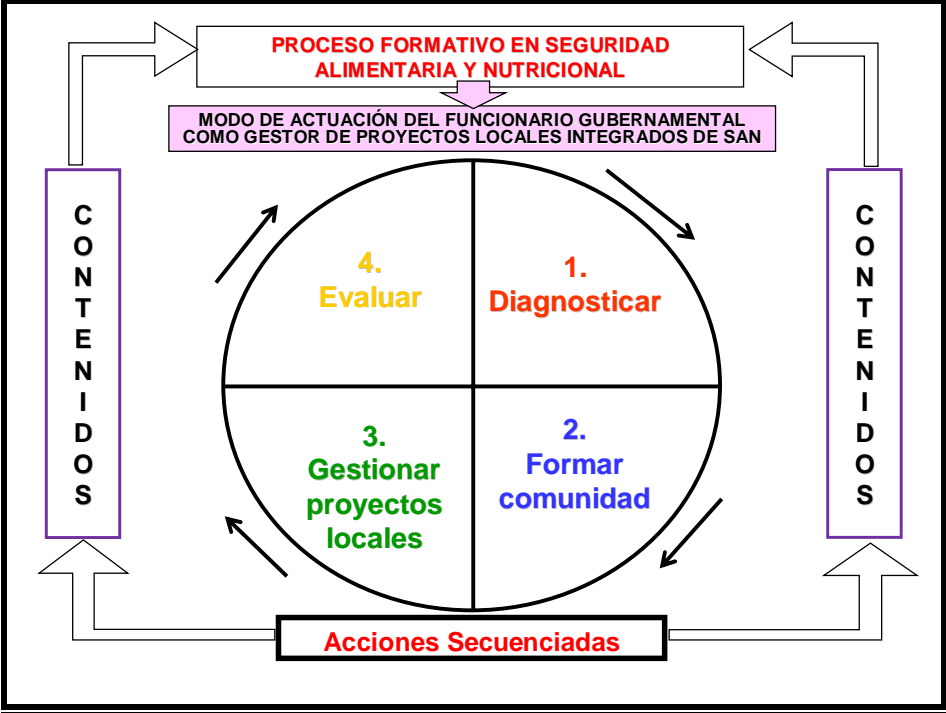 PROCESO FORMATIVO EN SEGURIDAD
ALIMENTARIA Y NUTRICIONAL
MODO DE ACTUACIÓN DEL FUNCIONARIO GUBERNAMENTAL
COMO GESTOR DE PROYECTOS LOCALES INTEGRADOS DE SAN
C
O
N
T
E
N
I
D
O
S
4.
Evaluar
1.
Diagnosticar
3.
Gestionar
proyectos
locales
2.
Formar
comunidad
C
O
N
T
E
N
I
D
O
S
Acciones Secuenciadas